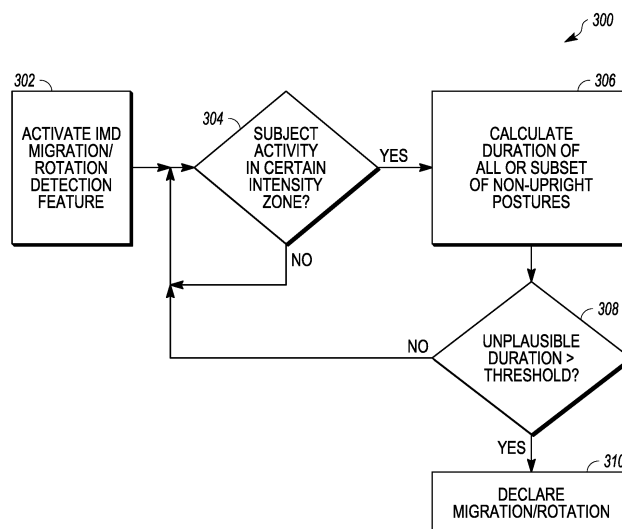 300
302
ACTIVATE IMD
MIGRATION/
ROTATION
DETECTION
FEATURE
304
SUBJECT
ACTIVITY
IN CERTAIN
INTENSITY
ZONE?
YES
NO
306
CALCULATE
DURATION OF
ALL OR SUBSET
OF NON-UPRIGHT
POSTURES
308
UNPLAUSIBLE
DURATION >
THRESHOLD?
NO
YES
310
DECLARE
MIGRATION/ROTATION